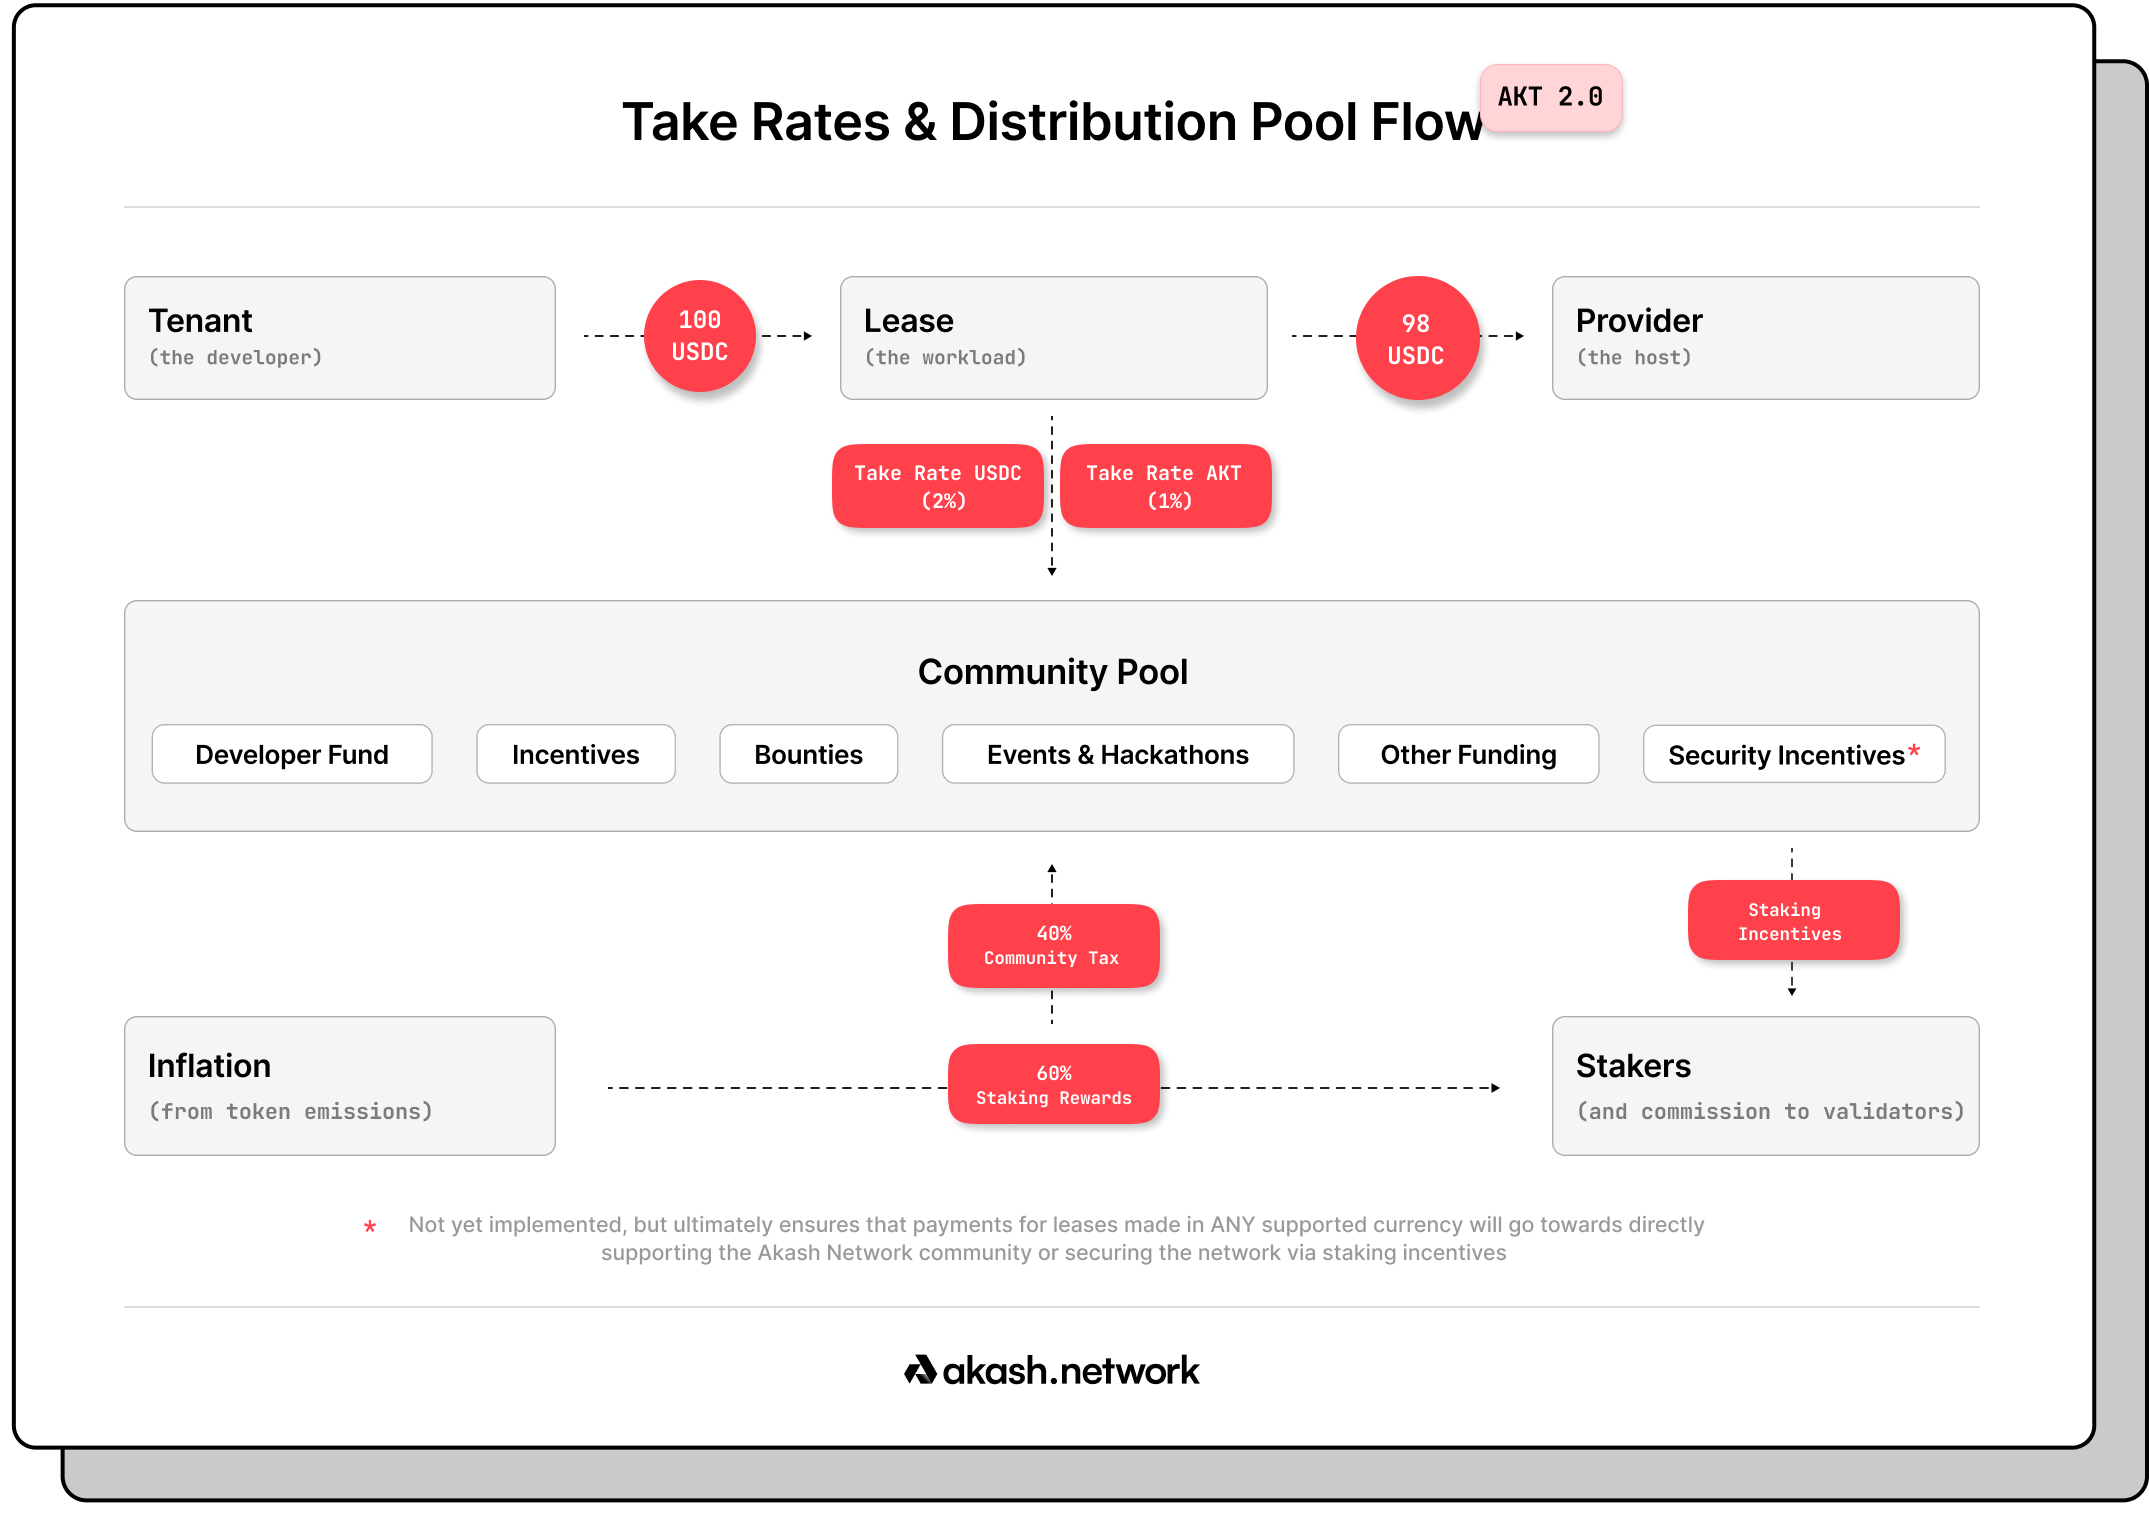 Take Rates & Distribution Pool Flow
AKT 2.0
Tenant
(the developer)
100
USDC
Lease
(the workload)
98
USDC
Provider
(the host)
Take Rate USDC
(2%)
Take Rate AKT
(1%)
Community Pool
Developer Fund
Incentives
Bounties
Events & Hackathons
Other Funding
Security Incentives*
40%
Community Tax
Staking
Incentives
Inflation
(from token emissions)
60%
Staking Rewards
Stakers
(and commission to validators)
* Not yet implemented, but ultimately ensures that payments for leases made in ANY supported currency will go towards directly
supporting the Akash Network community or securing the network via staking incentives
akash.network